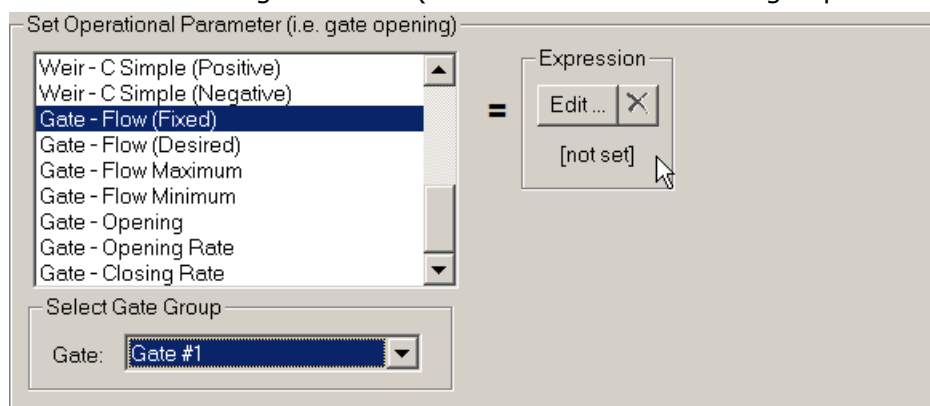 Set Operational Parameter (i.e. gate opening)
Weir - C Simple (Positive)
Weir - C Simple (Negative)
Gate - Flow (Fixed)
Gate - Flow (Desired)
Gate - Flow Maximum
Gate - Flow Minimum
Gate - Opening
Gate - Opening Rate
Gate - Closing Rate
=
Expression
Edit ...
[not set]
Select Gate Group
Gate: Gate #1